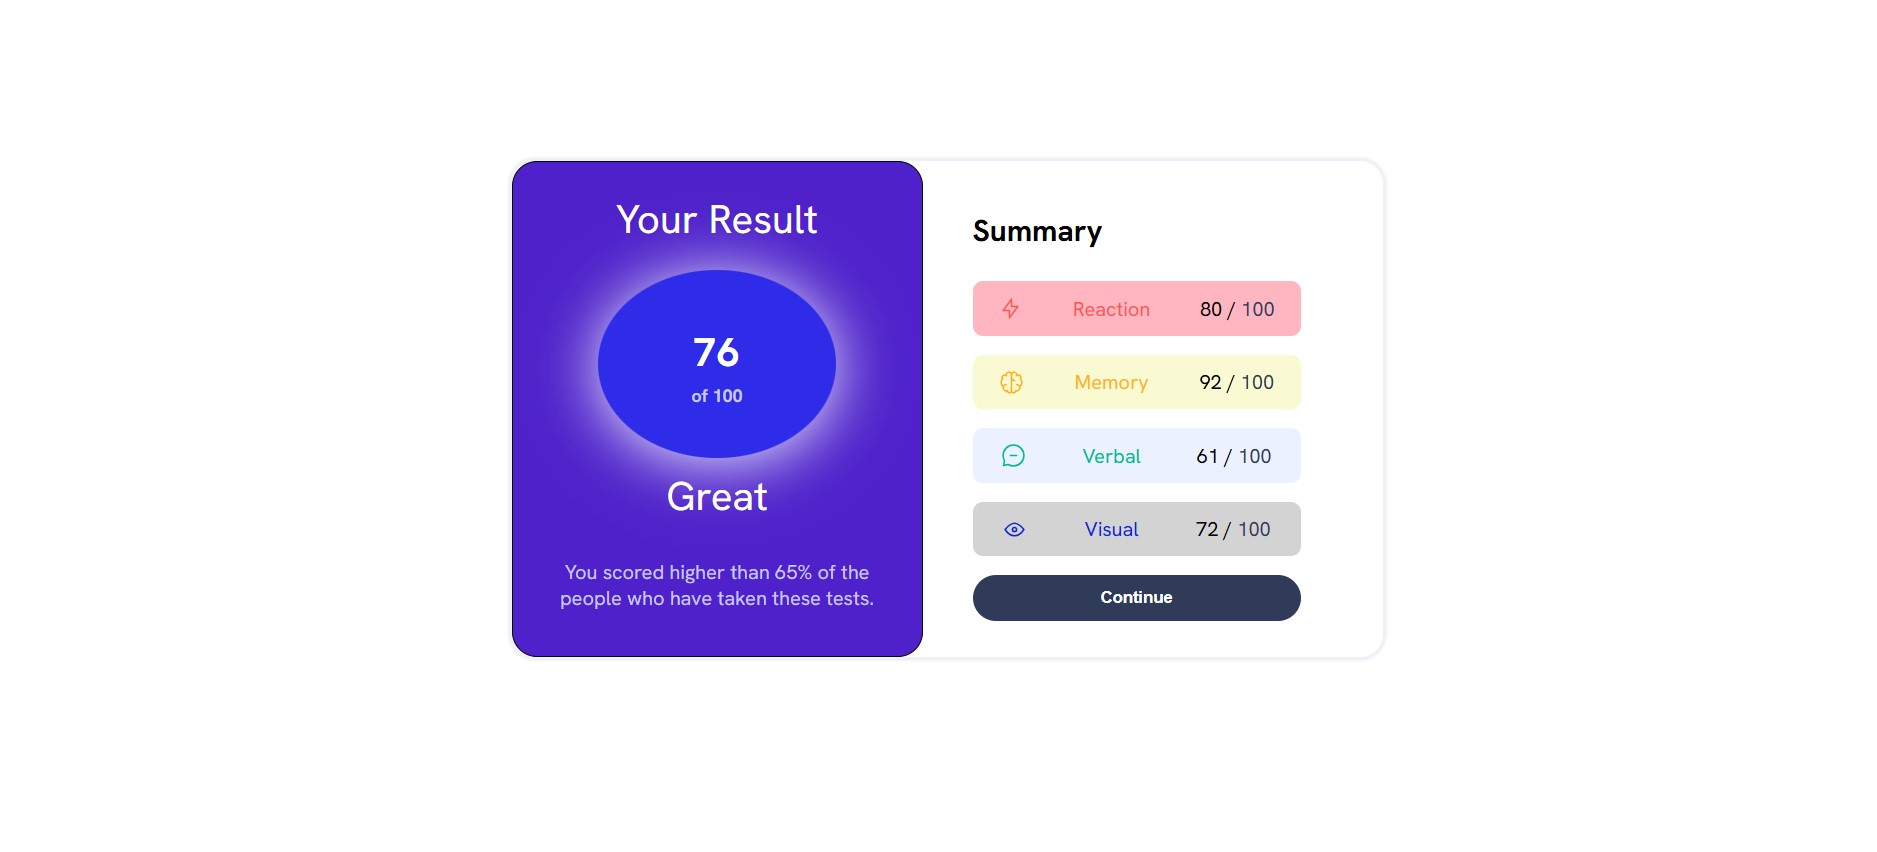 Your Result
76
of 100
Great
You scored higher than 65% of the
people who have taken these tests.
Summary
Reaction 80 / 100
Memory 92 / 100
Verbal 61 / 100
Visual 72 / 100
Continue